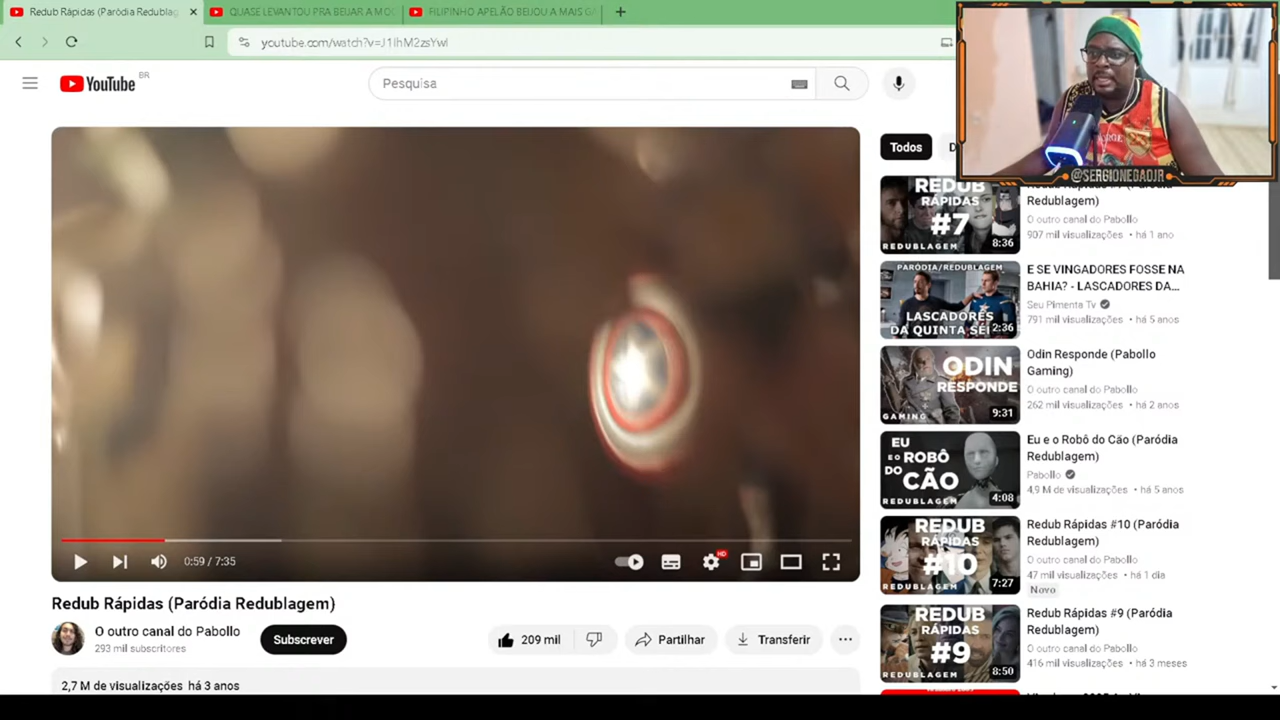 Redub Rápidas (Paródia Redublag
QUASE LEVANTOU PRA BEIJAR A MOÇ
FILIPINHO APELÃO BEIJOU A MAIS GA
youtube.com/watch?v=J1IhM2zsYwI
YouTube BR
Pesquisa
Todos
D
@SERGIONEGAOJR
REDUB
RÁPIDAS
#7
REDUBLAGEM
8:36
Redublagem)
O outro canal do Pabollo
907 mil visualizações • há 1 ano
PARÓDIA/REDUBLAGEM
LASCADORES
DA QUINTA SÉI
2:36
E SE VINGADORES FOSSE NA
BAHIA? - LASCADORES DA...
Seu Pimenta Tv
791 mil visualizações • há 5 anos
ODIN
RESPONDE
GAMING
9:31
Odin Responde (Pabollo
Gaming)
O outro canal do Pabollo
262 mil visualizações • há 2 anos
EU
E O ROBÔ
DO CÃO
REDUBLAGEM
4:08
Eu e o Robô do Cão (Paródia
Redublagem)
Pabollo
4,9 M de visualizações • há 5 anos
REDUB
RÁPIDAS
#10
REDUBLAGEM
7:27
Redub Rápidas #10 (Paródia
Redublagem)
O outro canal do Pabollo
47 mil visualizações • há 1 dia
Novo
REDUB
RÁPIDAS
#9
REDUBLAGEM
8:50
Redub Rápidas #9 (Paródia
Redublagem)
O outro canal do Pabollo
416 mil visualizações • há 3 meses
0:59 / 7:35
HD
Redub Rápidas (Paródia Redublagem)
O outro canal do Pabollo
293 mil subscritores
Subscrever
209 mil
Partilhar
Transferir
2,7 M de visualizações há 3 anos